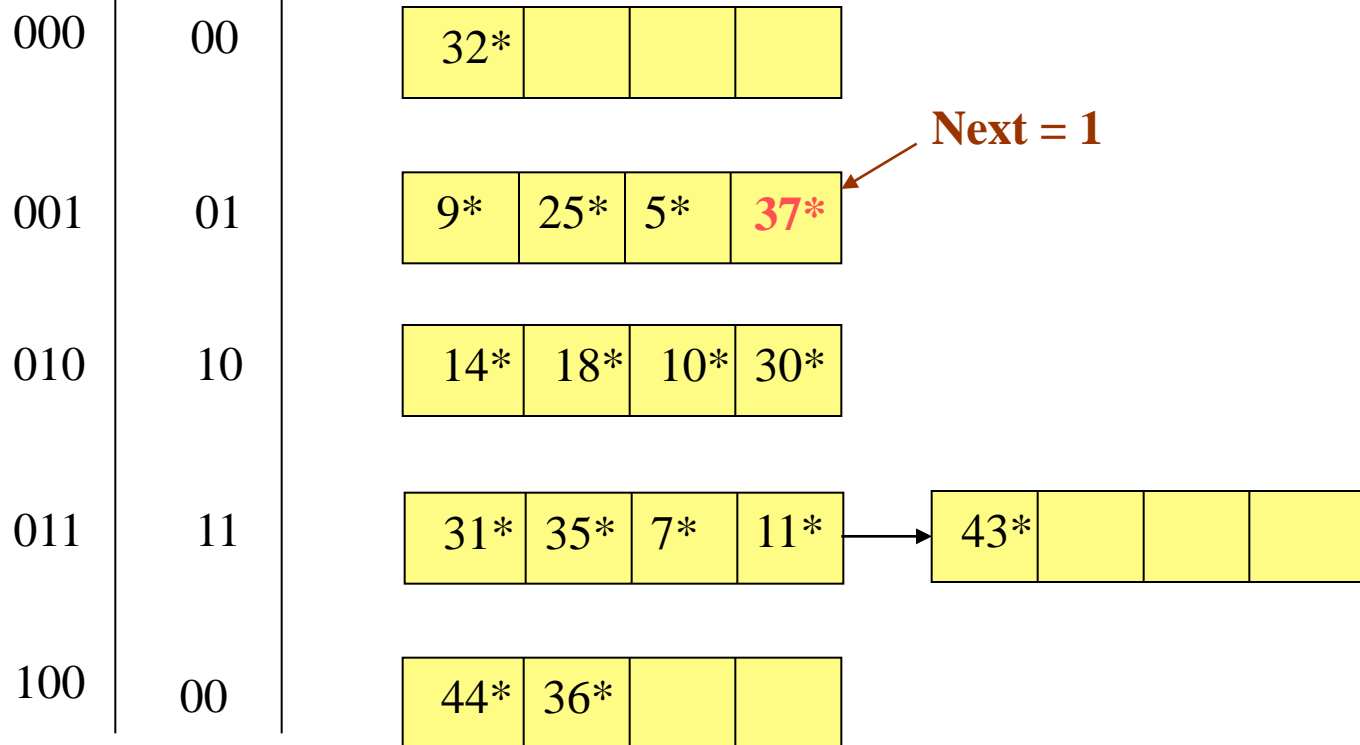 000 00 32*
Next = 1
001 01 9* 25* 5* 37*
010 10 14* 18* 10* 30*
011 11 31* 35* 7* 11* 43*
100 00 44* 36*